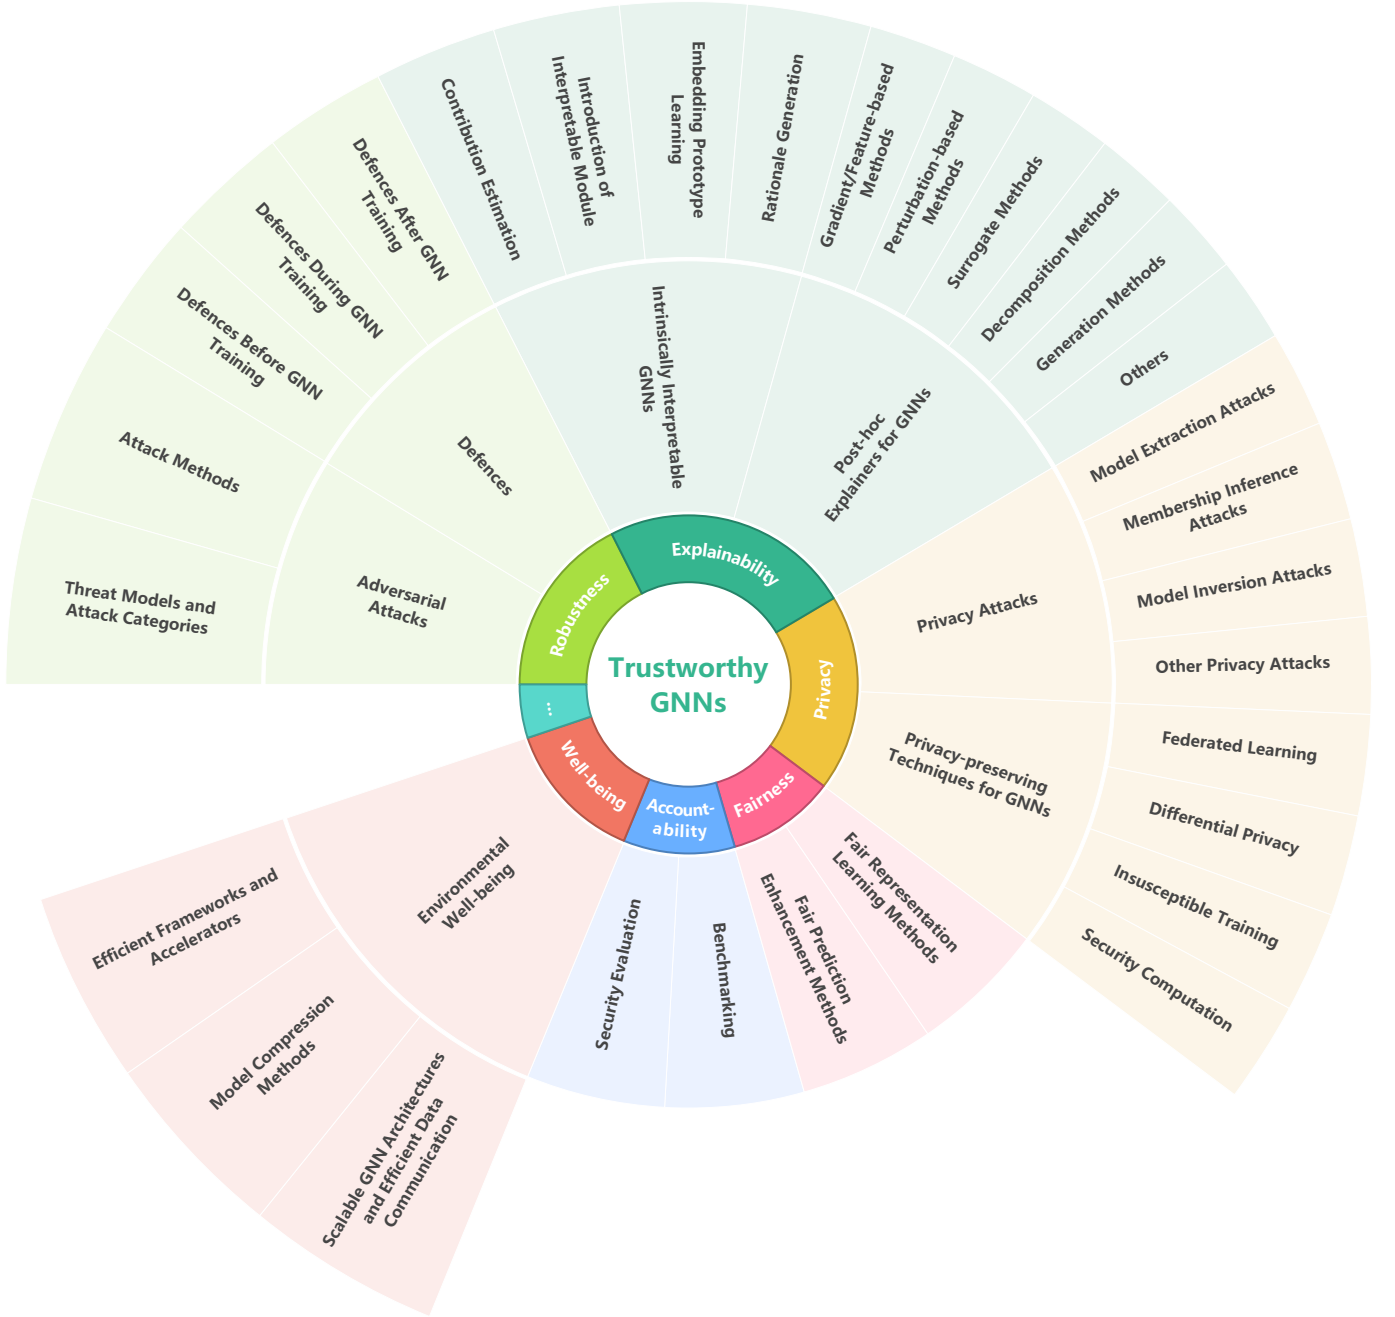 Trustworthy
GNNs
Robustness
Adversarial
Attacks
Threat Models and
Attack Categories
Attack Methods
Defences
Defences Before GNN
Training
Defences During GNN
Training
Defences After GNN
Training
Explainability
Intrinsically Interpretable
GNNs
Contribution Estimation
Introduction of
Interpretable Module
Embedding Prototype
Learning
Rationale Generation
Post-hoc
Explainers for GNNs
Gradient/Feature-based
Methods
Perturbation-based
Methods
Surrogate Methods
Decomposition Methods
Generation Methods
Others
Privacy
Privacy Attacks
Model Extraction Attacks
Membership Inference
Attacks
Model Inversion Attacks
Other Privacy Attacks
Privacy-preserving
Techniques for GNNs
Federated Learning
Differential Privacy
Insusceptible Training
Security Computation
Fairness
Fair Representation
Learning Methods
Fair Prediction
Enhancement Methods
Account-
ability
Benchmarking
Security Evaluation
Well-being
Environmental
Well-being
Scalable GNN Architectures
and Efficient Data
Communication
Model Compression
Methods
Efficient Frameworks and
Accelerators
...